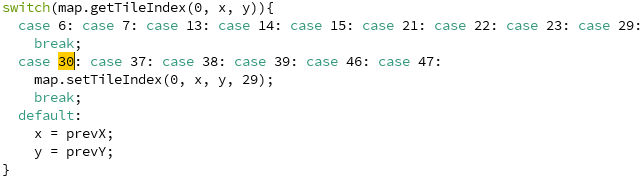 switch(map.getTileIndex(0, x, y)){
case 6: case 7: case 13: case 14: case 15: case 21: case 22: case 23: case 29:
break;
case 30: case 37: case 38: case 39: case 46: case 47:
map.setTileIndex(0, x, y, 29);
break;
default:
x = prevX;
y = prevY;
}